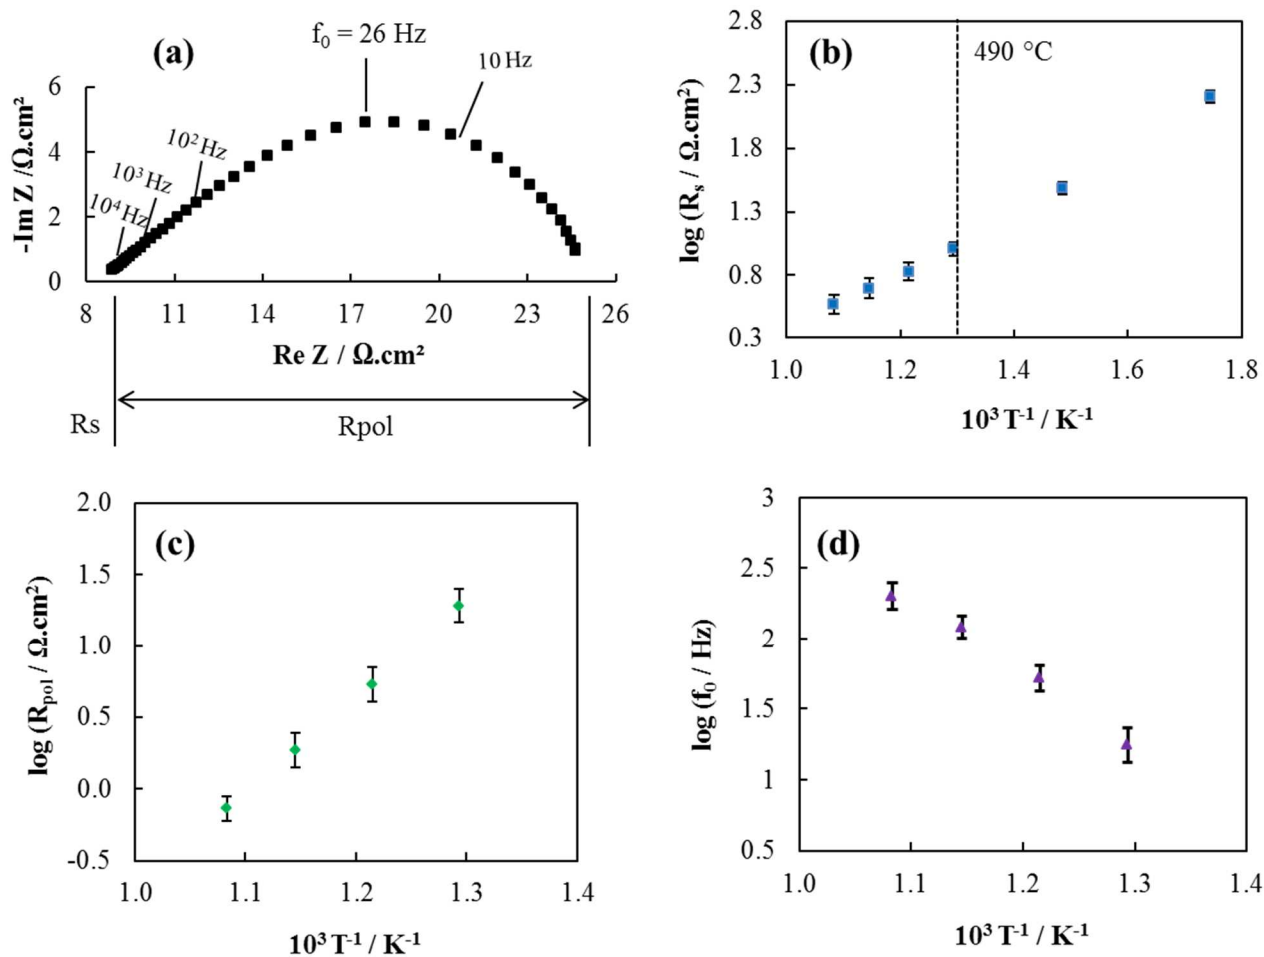 (a)
f₀ = 26 Hz
10 Hz
10² Hz
10³ Hz
10⁴ Hz
-Im Z /Ω.cm²
6
4
2
0
8 11 14 17 20 23 26
Re Z / Ω.cm²
Rs
Rpol
(b)
490 °C
log (Rₛ / Ω.cm²)
2.8
2.3
1.8
1.3
0.8
0.3
1.0 1.2 1.4 1.6 1.8
10³ T⁻¹ / K⁻¹
(c)
log (Rₚₒₗ / Ω.cm²)
2.0
1.5
1.0
0.5
0.0
-0.5
1.0 1.1 1.2 1.3 1.4
10³ T⁻¹ / K⁻¹
(d)
log (f₀ / Hz)
3
2.5
2
1.5
1
0.5
1.0 1.1 1.2 1.3 1.4
10³ T⁻¹ / K⁻¹